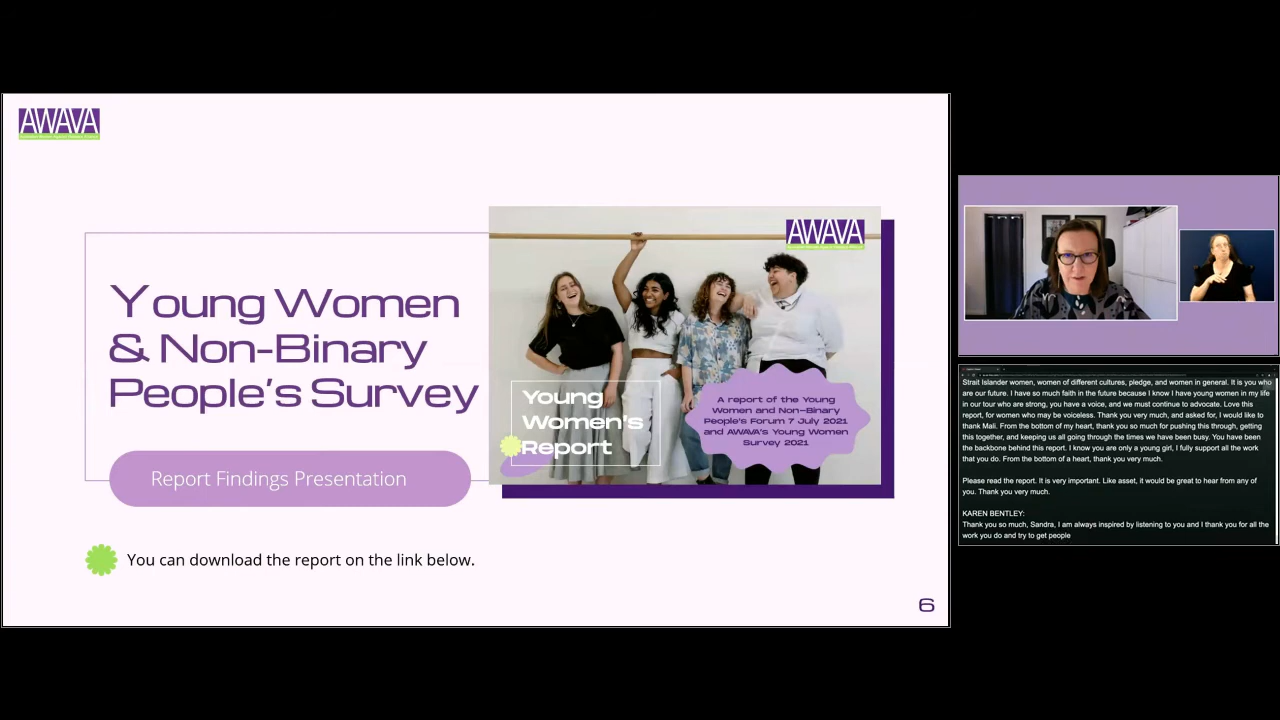 AWAVA
Young Women
& Non-Binary
People's Survey
Report Findings Presentation
You can download the report on the link below.
6
AWAVA
Young
Women's
Report
A report of the Young
Women and Non-Binary
People's Forum 7 July 2021
and AWAVA's Young Women
Survey 2021
Strait Islander women, women of different cultures, pledge, and women in general. It is you who
are our future. I have so much faith in the future because I know I have young women in my life
in our tour who are strong, you have a voice, and we must continue to advocate. Love this
report, for women who may be voiceless. Thank you very much, and asked for, I would like to
thank Mali. From the bottom of my heart, thank you so much for pushing this through, getting
this together, and keeping us all going through the times we have been busy. You have been
the backbone behind this report. I know you are only a young girl, I fully support all the work
that you do. From the bottom of a heart, thank you very much.
Please read the report. It is very important. Like asset, it would be great to hear from any of
you. Thank you very much.
KAREN BENTLEY:
Thank you so much, Sandra, I am always inspired by listening to you and I thank you for all the
work you do and try to get people